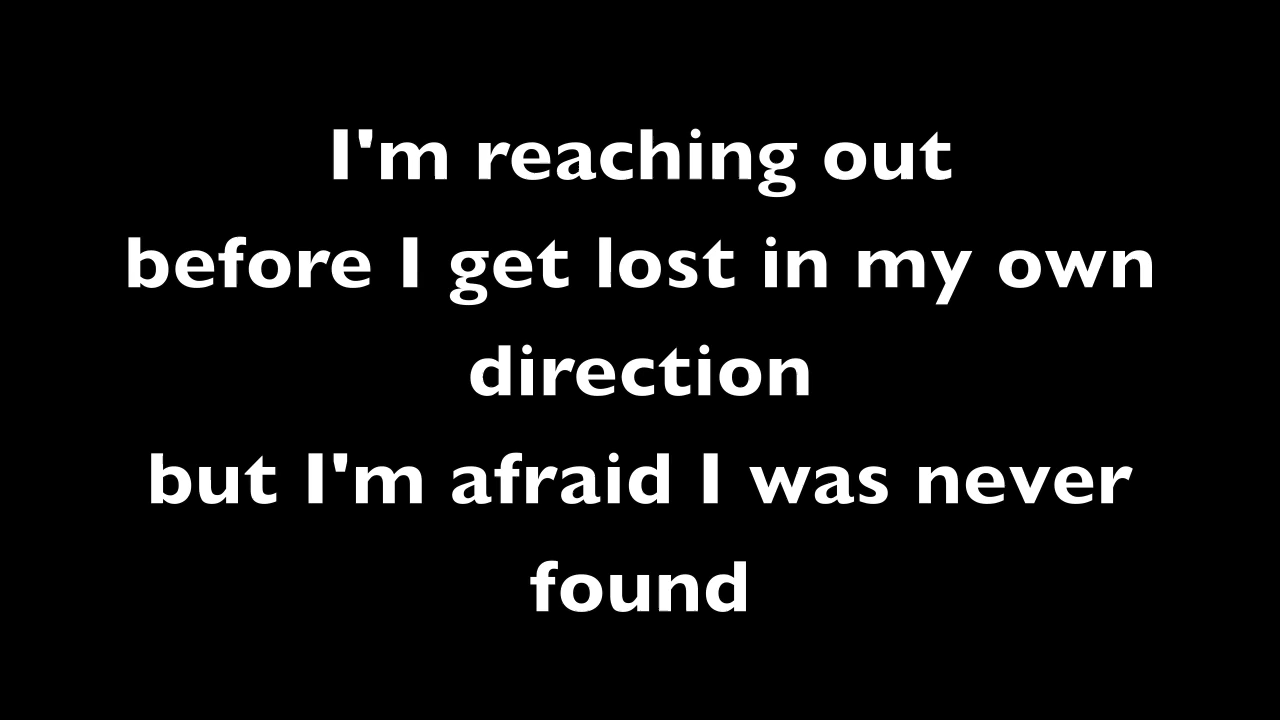 I'm reaching out
before I get lost in my own
direction
but I'm afraid I was never
found